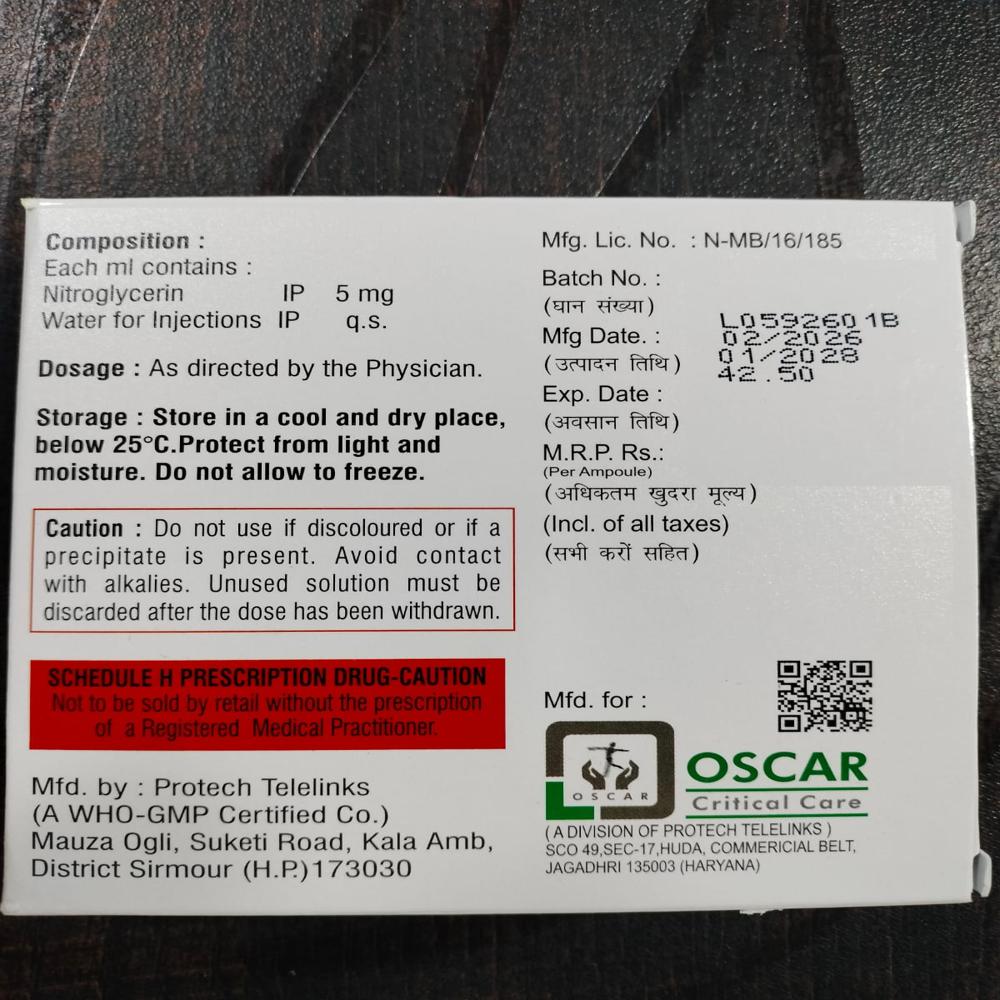 Composition :
Each ml contains :
Nitroglycerin IP 5 mg
Water for Injections IP q.s.
Dosage : As directed by the Physician.
Storage : Store in a cool and dry place,
below 25°C.Protect from light and
moisture. Do not allow to freeze.
Caution : Do not use if discoloured or if a
precipitate is present. Avoid contact
with alkalies. Unused solution must be
discarded after the dose has been withdrawn.
SCHEDULE H PRESCRIPTION DRUG-CAUTION
Not to be sold by retail without the prescription
of a Registered Medical Practitioner.
Mfd. by : Protech Telelinks
(A WHO-GMP Certified Co.)
Mauza Ogli, Suketi Road, Kala Amb,
District Sirmour (H.P.)173030
Mfg. Lic. No. : N-MB/16/185
Batch No. :
(घान संख्या)
Mfg Date. :
(उत्पादन तिथि)
Exp. Date :
(अवसान तिथि)
M.R.P. Rs.:
(Per Ampoule)
(अधिकतम खुदरा मूल्य)
(Incl. of all taxes)
(सभी करों सहित)
L0592601B
02/2026
01/2028
42.50
Mfd. for :
OSCAR
OSCAR
Critical Care
( A DIVISION OF PROTECH TELELINKS )
SCO 49,SEC-17,HUDA, COMMERICIAL BELT,
JAGADHRI 135003 (HARYANA)